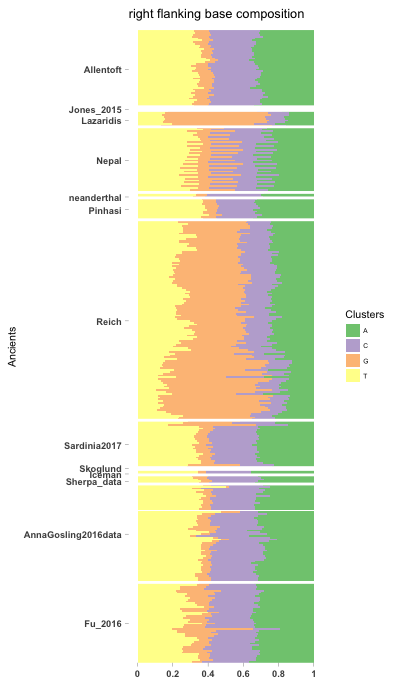 right flanking base composition
Allentoft
Jones_2015
Lazaridis
Nepal
neanderthal
Pinhasi
Reich
Sardinia2017
Skoglund
Iceman
Sherpa_data
AnnaGosling2016data
Fu_2016
Ancients
0 0.2 0.4 0.6 0.8 1
Clusters
A
C
G
T